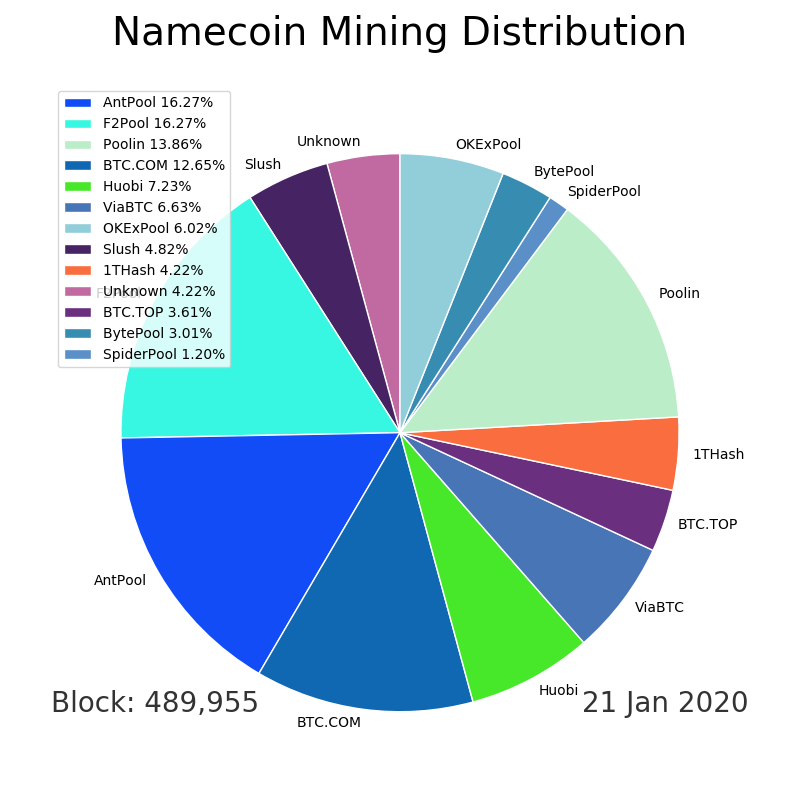 Namecoin Mining Distribution
AntPool 16.27%
F2Pool 16.27%
Poolin 13.86%
BTC.COM 12.65%
Huobi 7.23%
ViaBTC 6.63%
OKExPool 6.02%
Slush 4.82%
1THash 4.22%
Unknown 4.22%
BTC.TOP 3.61%
BytePool 3.01%
SpiderPool 1.20%
Unknown
Slush
OKExPool
BytePool
SpiderPool
F2Pool
Poolin
1THash
BTC.TOP
AntPool
ViaBTC
Huobi
BTC.COM
Block: 489,955
21 Jan 2020